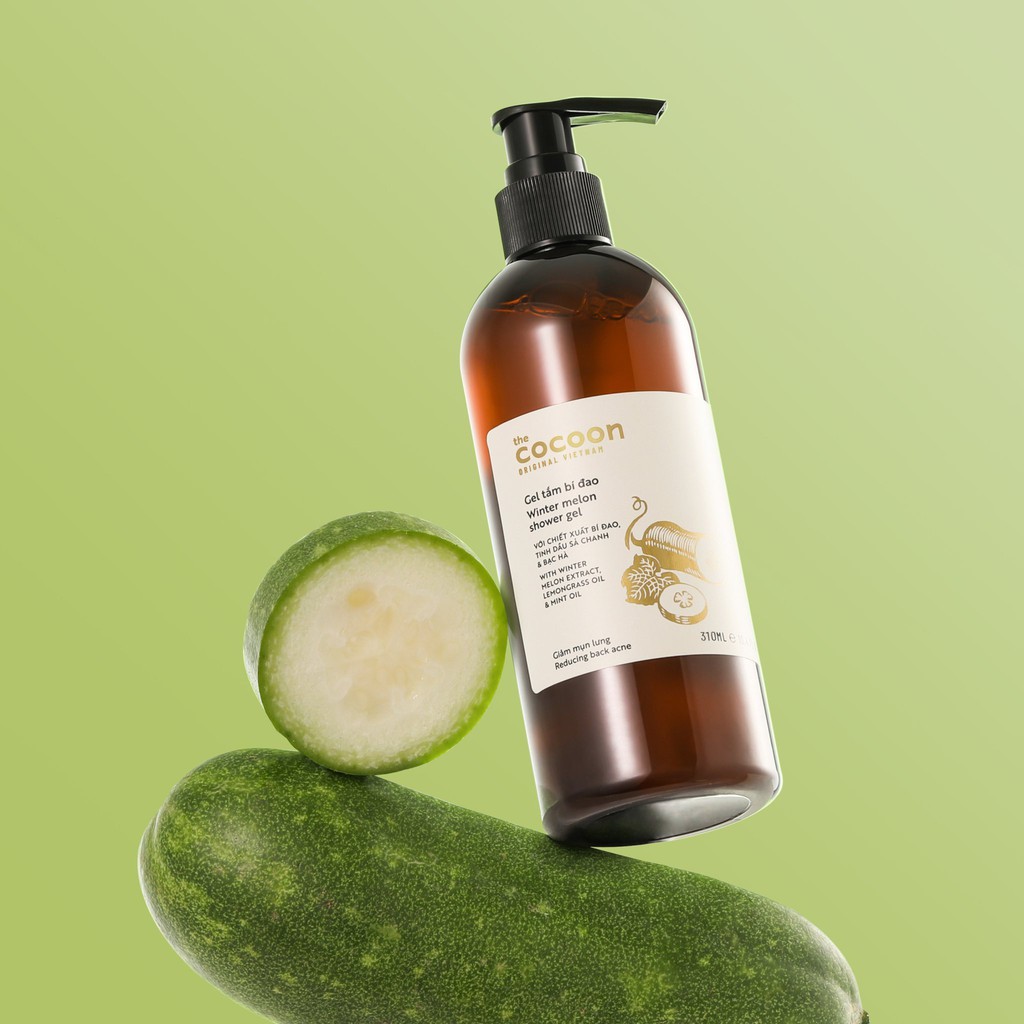 the
cocoon
ORIGINAL VIETNAM
Gel tắm bí đao
Winter melon
shower gel
VỚI CHIẾT XUẤT BÍ ĐAO,
TINH DẦU SẢ CHANH
& BẠC HÀ
WITH WINTER
MELON EXTRACT,
LEMONGRASS OIL
& MINT OIL
Giảm mụn lưng
Reducing back acne
310ML ℮